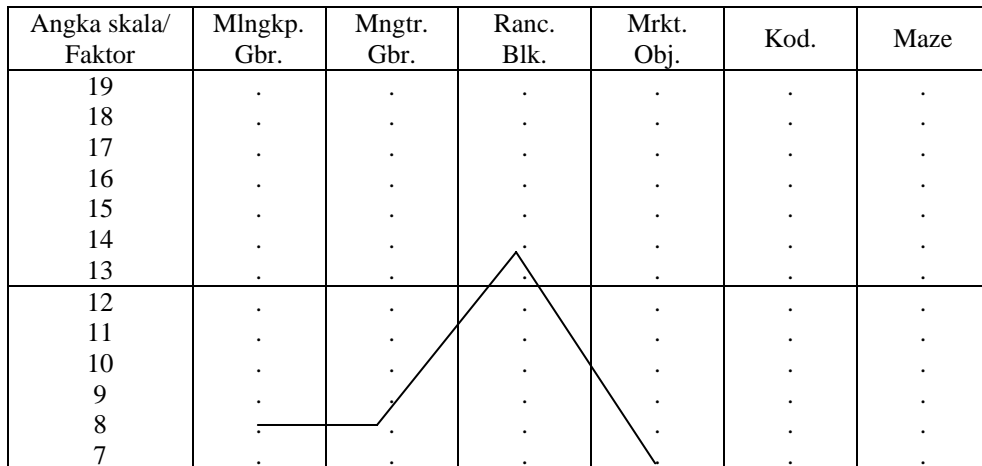 Angka skala/ Faktor Mlngkp. Gbr. Mngtr. Gbr. Ranc. Blk. Mrkt. Obj. Kod. Maze
19 . . . . . .
18 . . . . . .
17 . . . . . .
16 . . . . . .
15 . . . . . .
14 . . . . . .
13 . . . . . .
12 . . . . . .
11 . . . . . .
10 . . . . . .
9 . . . . . .
8 . . . . . .
7 . . . . . .